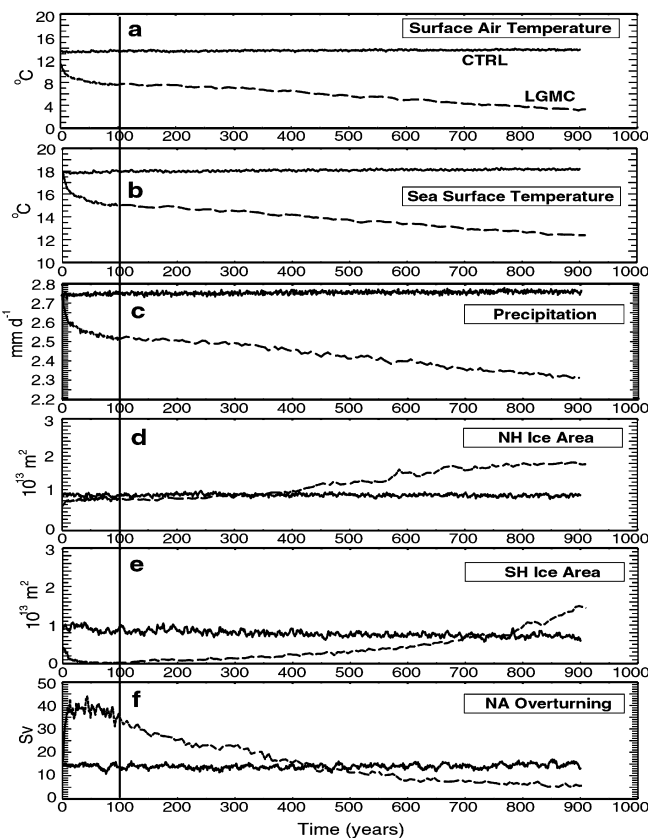 20
16
12
8
4
0
°C
a
Surface Air Temperature
CTRL
LGMC
0 100 200 300 400 500 600 700 800 900 1000
20
18
16
14
12
10
°C
b
Sea Surface Temperature
0 100 200 300 400 500 600 700 800 900 1000
2.8
2.7
2.6
2.5
2.4
2.3
2.2
mm d⁻¹
c
Precipitation
0 100 200 300 400 500 600 700 800 900 1000
3
2
1
0
10¹³ m²
d
NH Ice Area
0 100 200 300 400 500 600 700 800 900 1000
3
2
1
0
10¹³ m²
e
SH Ice Area
0 100 200 300 400 500 600 700 800 900 1000
50
40
30
20
10
0
Sv
f
NA Overturning
0 100 200 300 400 500 600 700 800 900 1000
Time (years)